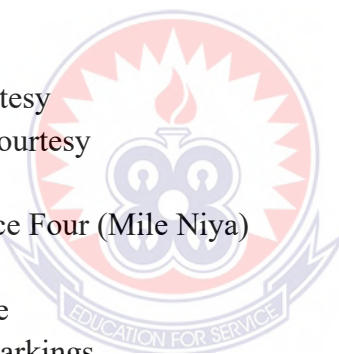 tesy
ourtesy
ce Four (Mile Niya)
e
EDUCATION FOR SERVICE
arkings